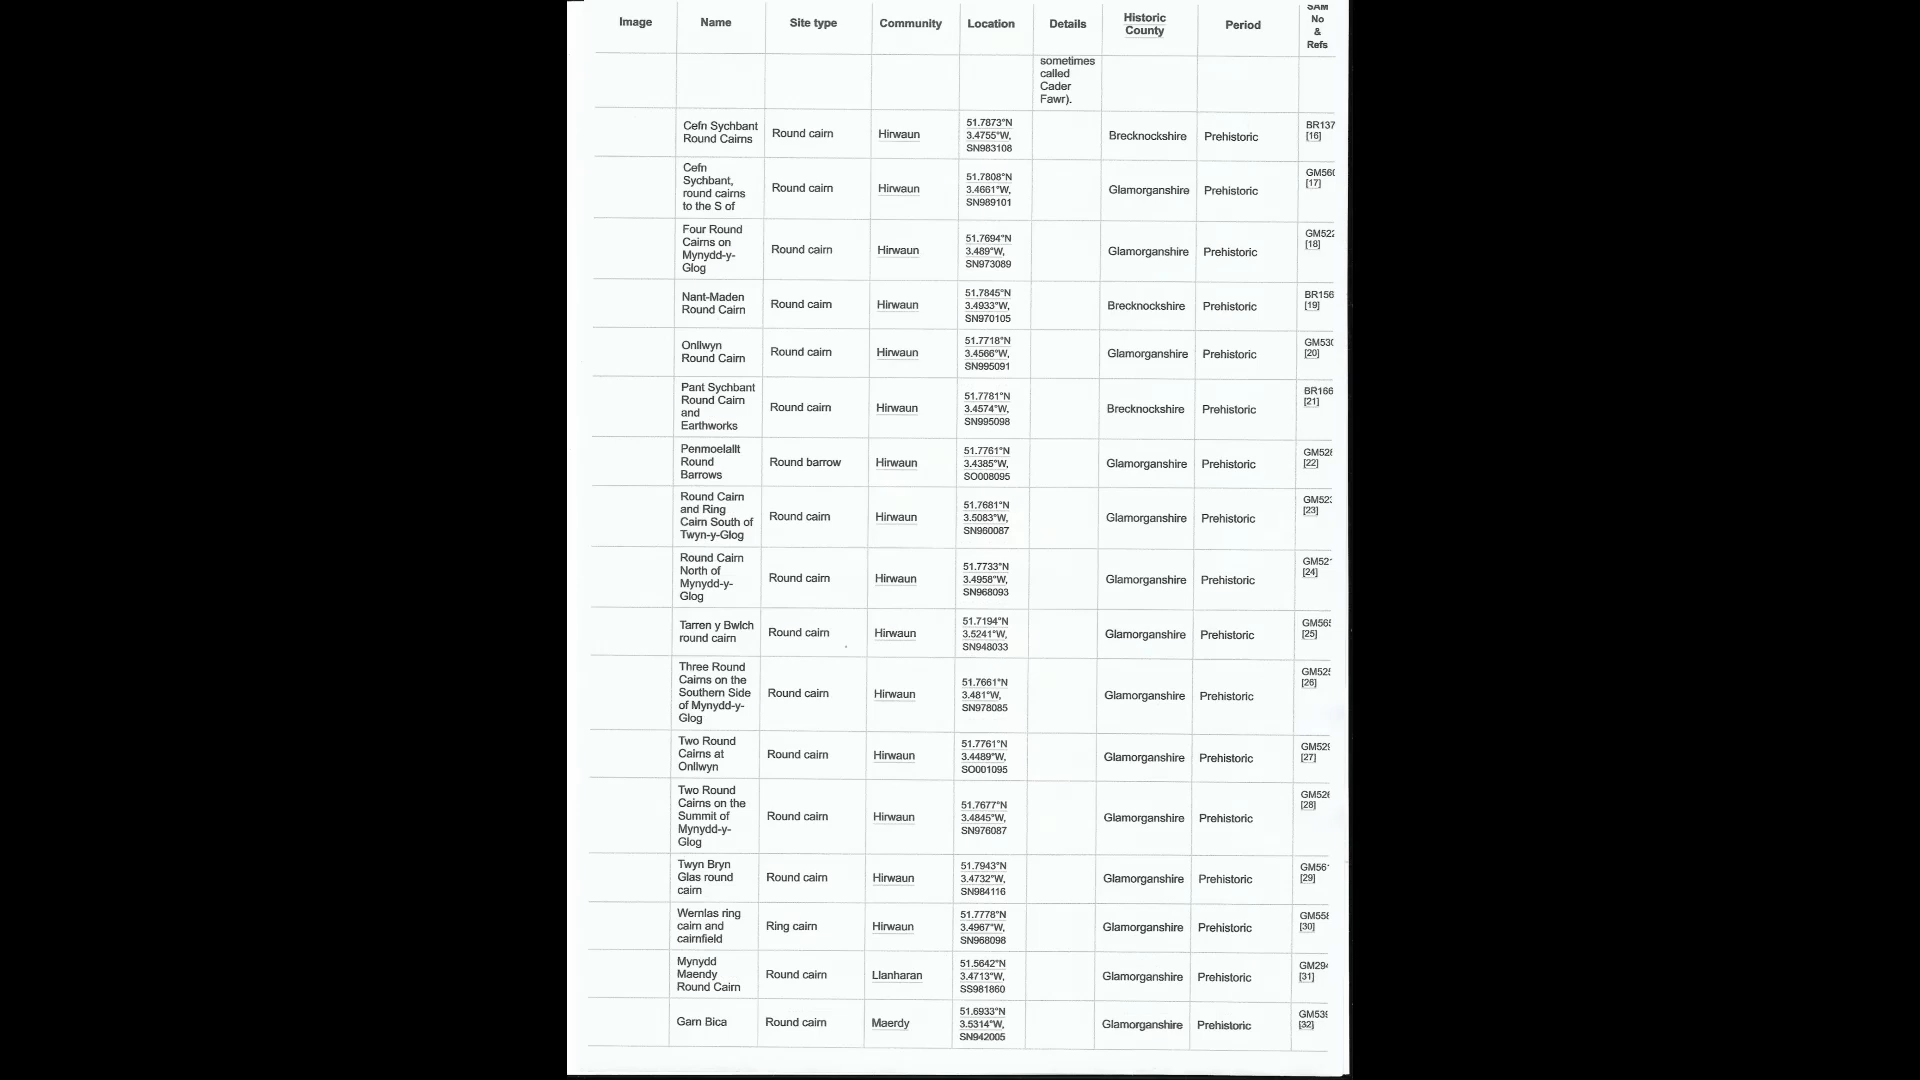 Image Name Site type Community Location Details Historic County Period SAM No & Refs
sometimes
called
Cader
Fawr).
Cefn Sychbant
Round Cairns
Round cairn
Hirwaun
51.7873°N
3.4755°W,
SN983108
Brecknockshire
Prehistoric
BR137
[16]
Cefn
Sychbant,
round cairns
to the S of
Round cairn
Hirwaun
51.7808°N
3.4661°W,
SN989101
Glamorganshire
Prehistoric
[17]
Four Round
Cairns on
Mynydd-y-
Glog
Round cairn
Hirwaun
51.7694°N
3.489°W,
SN973089
Glamorganshire
Prehistoric
GM522
[18]
Nant-Maden
Round Cairn
Round cairn
Hirwaun
51.7845°N
3.4933°W,
SN970105
Brecknockshire
Prehistoric
BR156
[19]
Onllwyn
Round Cairn
Round cairn
Hirwaun
51.7718°N
3.4566°W,
SN995091
Glamorganshire
Prehistoric
[20]
Pant Sychbant
Round Cairn
and
Earthworks
Round cairn
Hirwaun
51.7781°N
3.4574°W,
SN995098
Brecknockshire
Prehistoric
BR166
[21]
Penmoelallt
Round
Barrows
Round barrow
Hirwaun
51.7761°N
3.4385°W,
SO008095
Glamorganshire
Prehistoric
[22]
Round Cairn
and Ring
Cairn South of
Twyn-y-Glog
Round cairn
Hirwaun
51.7681°N
3.5083°W,
SN960087
Glamorganshire
Prehistoric
[23]
Round Cairn
North of
Mynydd-y-
Glog
Round cairn
Hirwaun
51.7733°N
3.4958°W,
SN968093
Glamorganshire
Prehistoric
[24]
Tarren y Bwlch
round cairn
Round cairn
Hirwaun
51.7194°N
3.5241°W,
SN948033
Glamorganshire
Prehistoric
[25]
Three Round
Cairns on the
Southern Side
of Mynydd-y-
Glog
Round cairn
Hirwaun
51.7661°N
3.481°W,
SN978085
Glamorganshire
Prehistoric
[26]
Two Round
Cairns at
Onllwyn
Round cairn
Hirwaun
51.7761°N
3.4489°W,
SO001095
Glamorganshire
Prehistoric
[27]
Two Round
Cairns on the
Summit of
Mynydd-y-
Glog
Round cairn
Hirwaun
51.7677°N
3.4845°W,
SN976087
Glamorganshire
Prehistoric
[28]
Twyn Bryn
Glas round
cairn
Round cairn
Hirwaun
51.7943°N
3.4732°W,
SN984116
Glamorganshire
Prehistoric
[29]
Wernlas ring
cairn and
cairnfield
Ring cairn
Hirwaun
51.7778°N
3.4967°W,
SN968098
Glamorganshire
Prehistoric
[30]
Mynydd
Maendy
Round Cairn
Round cairn
Llanharan
51.5642°N
3.4713°W,
SS981860
Glamorganshire
Prehistoric
[31]
Garn Bica
Round cairn
Maerdy
51.6933°N
3.5314°W,
SN942005
Glamorganshire
Prehistoric
[32]